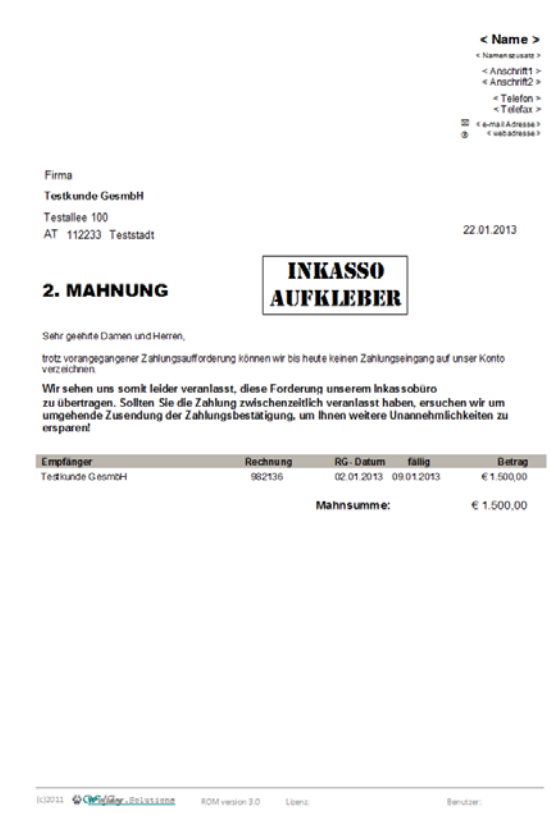 < Name >
< Namenszusatz >
< Anschrift1 >
< Anschrift2 >
< Telefon >
< Telefax >
< e-mail Adresse >
< webadresse >
Firma
Testkunde GesmbH
Testallee 100
AT 112233 Teststadt
22.01.2013
INKASSO
AUFKLEBER
2. MAHNUNG
Sehr geehrte Damen und Herren,
trotz vorangegangener Zahlungsaufforderung können wir bis heute keinen Zahlungseingang auf unser Konto
verzeichnen.
Wir sehen uns somit leider veranlasst, diese Forderung unserem Inkassobüro
zu übertragen. Sollten Sie die Zahlung zwischenzeitlich veranlasst haben, ersuchen wir um
umgehende Zusendung der Zahlungsbestätigung, um Ihnen weitere Unannehmlichkeiten zu
ersparen!
Empfänger Rechnung RG- Datum fällig Betrag
Testkunde GesmbH 982136 02.01.2013 09.01.2013 € 1.500,00
Mahnsumme: € 1.500,00
(c)2011 .Solutions ROM version 3.0 Lizenz: Benutzer: